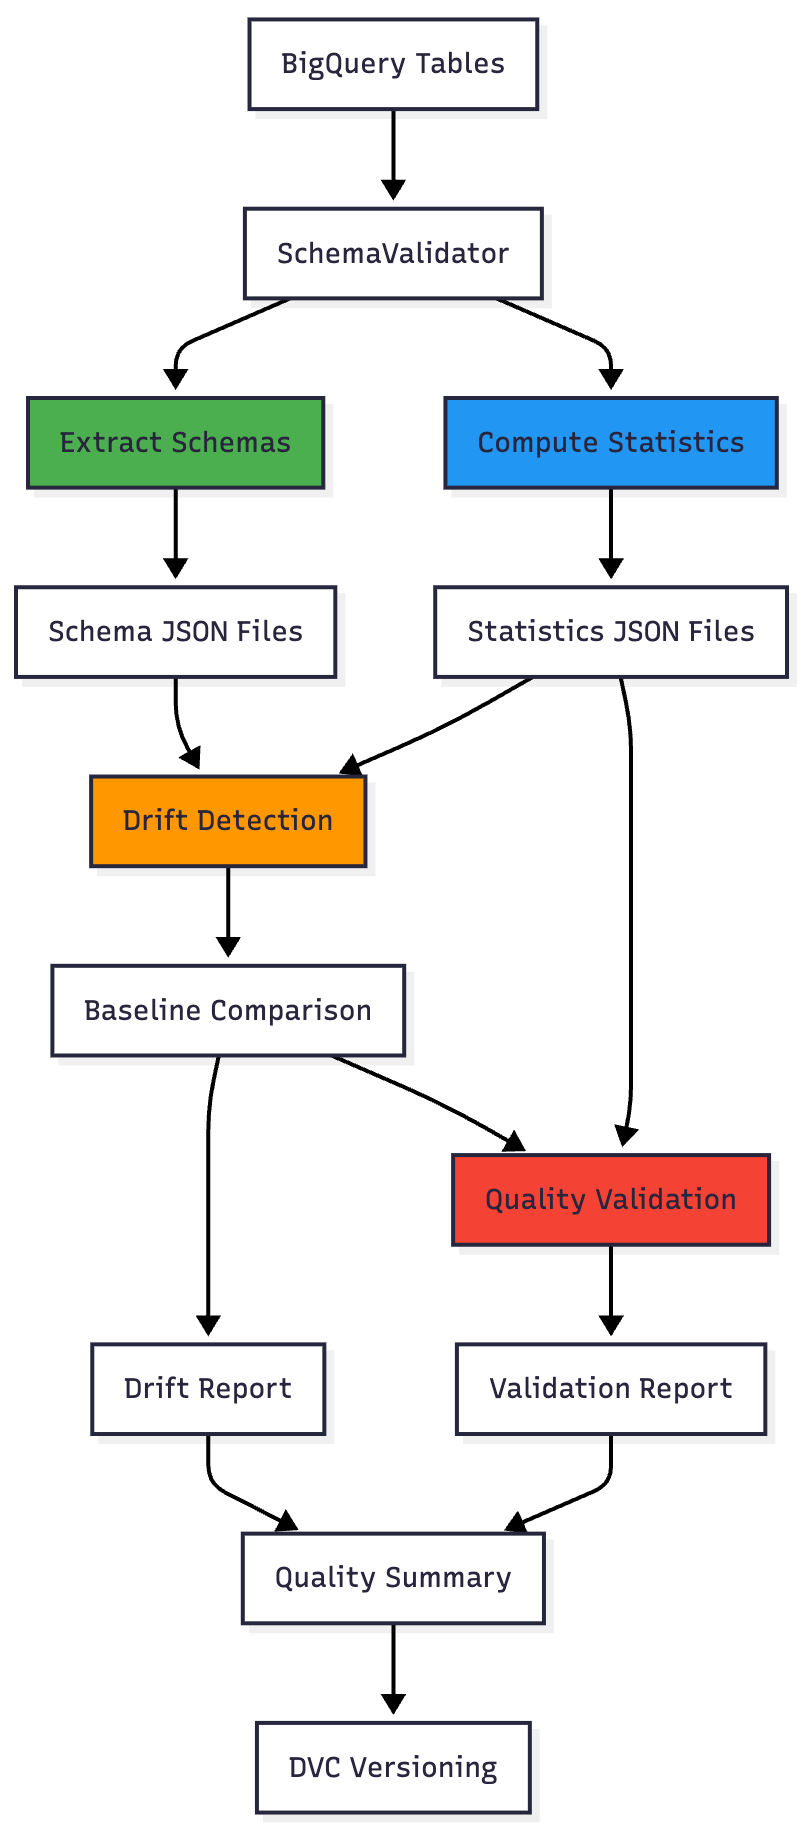 BigQuery Tables
SchemaValidator
Extract Schemas
Compute Statistics
Schema JSON Files
Statistics JSON Files
Drift Detection
Baseline Comparison
Quality Validation
Drift Report
Validation Report
Quality Summary
DVC Versioning